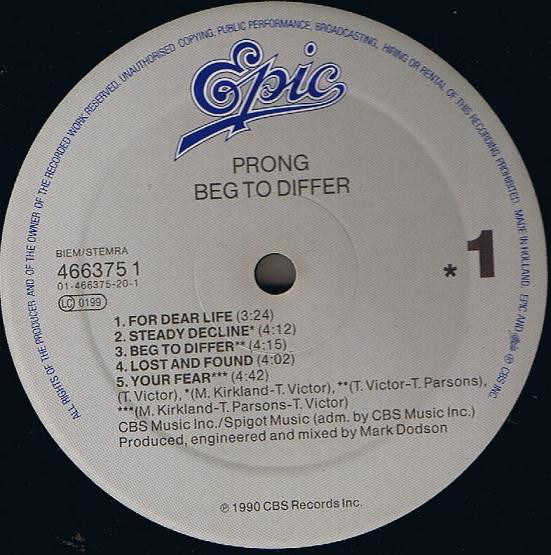 ALL RIGHTS OF THE PRODUCER AND OF THE OWNER OF THE RECORDED WORK RESERVED. UNAUTHORISED COPYING, PUBLIC PERFORMANCE, BROADCASTING, HIRING OR RENTAL OF THIS RECORDING PROHIBITED. MADE IN HOLLAND. EPIC AND Epic ® CBS INC.
Epic
PRONG
BEG TO DIFFER
BIEM/STEMRA
466375 1
01-466375-20-1
LC 0199
* 1
1. FOR DEAR LIFE (3:24)
2. STEADY DECLINE* (4:12)
3. BEG TO DIFFER** (4:15)
4. LOST AND FOUND (4:02)
5. YOUR FEAR*** (4:42)
(T. Victor), *(M. Kirkland-T. Victor), **(T. Victor-T. Parsons),
***(M. Kirkland-T. Parsons-T. Victor)
CBS Music Inc./Spigot Music (adm. by CBS Music Inc.)
Produced, engineered and mixed by Mark Dodson
℗ 1990 CBS Records Inc.